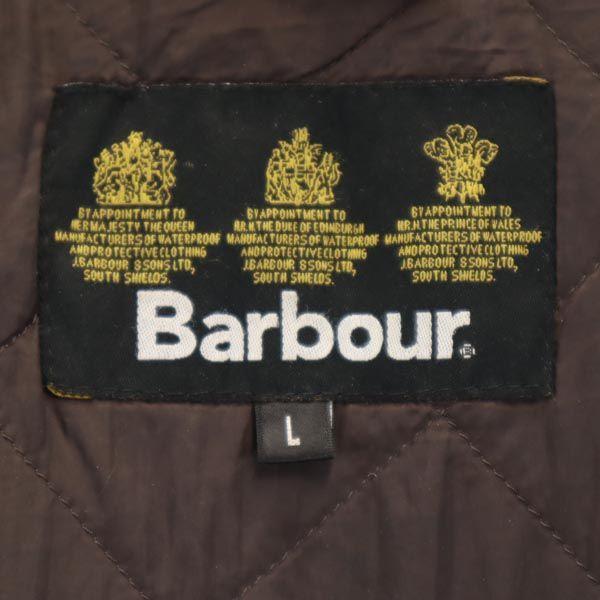 BY APPOINTMENT TO
HER MAJESTY THE QUEEN
MANUFACTURERS OF WATERPROOF
AND PROTECTIVE CLOTHING
J.BARBOUR & SONS LTD,
SOUTH SHIELDS.
BY APPOINTMENT TO
H.R.H. THE DUKE OF EDINBURGH
MANUFACTURERS OF WATERPROOF
AND PROTECTIVE CLOTHING
J.BARBOUR & SONS LTD,
SOUTH SHIELDS.
BY APPOINTMENT TO
H.R.H. THE PRINCE OF WALES
MANUFACTURERS OF WATERPROOF
AND PROTECTIVE CLOTHING
J.BARBOUR & SONS LTD,
SOUTH SHIELDS.
Barbour®
L